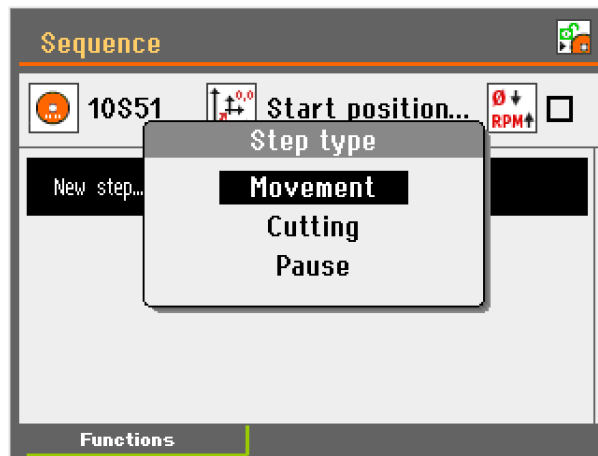 Sequence
10S51
0,0
Start position...
Ø
RPM
Step type
New step...
Movement
Cutting
Pause
Functions